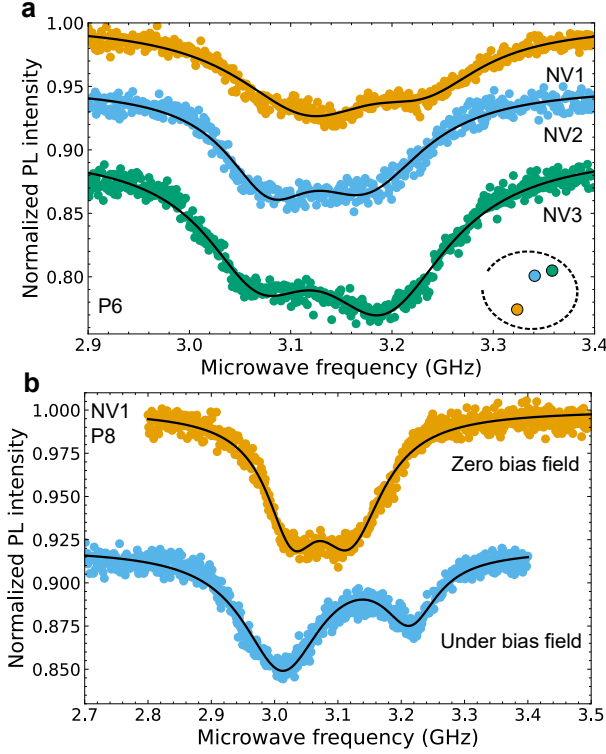 a
1.00
0.95
0.90
0.85
0.80
Normalized PL intensity
NV1
NV2
NV3
P6
2.9 3.0 3.1 3.2 3.3 3.4
Microwave frequency (GHz)
b
1.000
0.975
0.950
0.925
0.900
0.875
0.850
Normalized PL intensity
NV1
P8
Zero bias field
Under bias field
2.7 2.8 2.9 3.0 3.1 3.2 3.3 3.4 3.5
Microwave frequency (GHz)